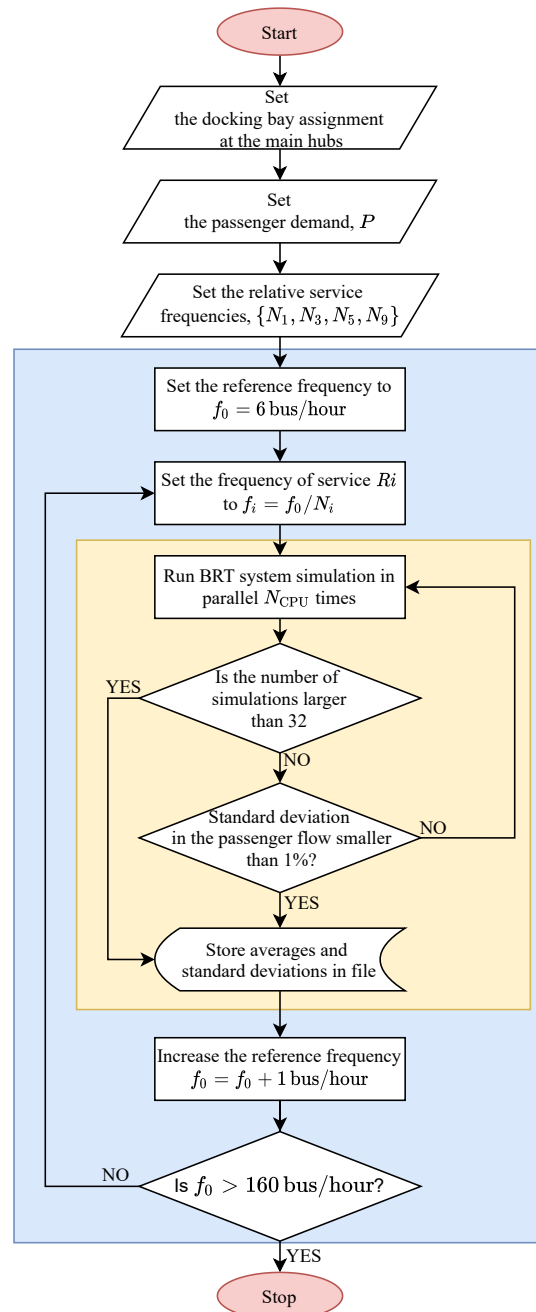 Start
Set
the docking bay assignment
at the main hubs
Set
the passenger demand, P
Set the relative service
frequencies, {N₁, N₃, N₅, N₉}
Set the reference frequency to
f₀ = 6 bus/hour
Set the frequency of service Ri
to fᵢ = f₀/Nᵢ
Run BRT system simulation in
parallel N_CPU times
Is the number of
simulations larger
than 32
YES
NO
Standard deviation
in the passenger flow smaller
than 1%?
NO
YES
Store averages and
standard deviations in file
Increase the reference frequency
f₀ = f₀ + 1 bus/hour
Is f₀ > 160 bus/hour?
NO
YES
Stop